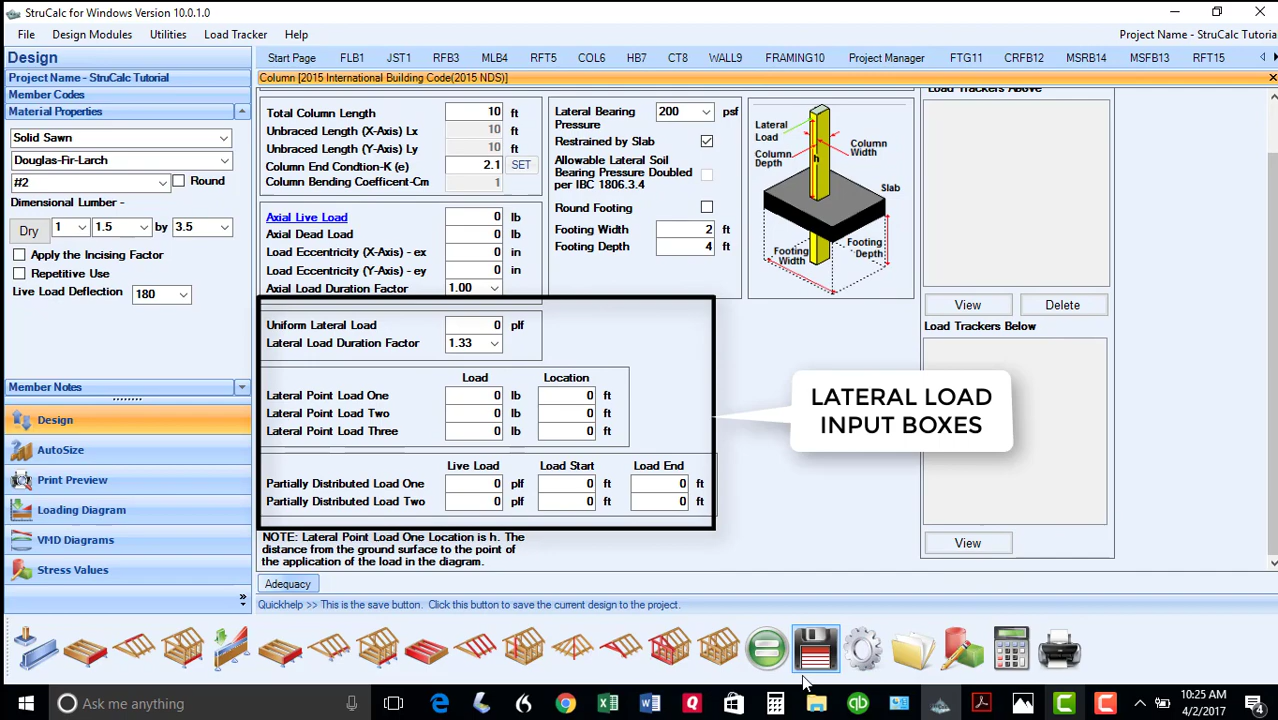 StruCalc for Windows Version 10.0.1.0
File Design Modules Utilities Load Tracker Help
Project Name - StruCalc Tutoria
Design
Start Page FLB1 JST1 RFB3 MLB4 RFT5 COL6 HB7 CT8 WALL9 FRAMING10 Project Manager FTG11 CRFB12 MSRB14 MSFB13 RFT15
Project Name - StruCalc Tutorial
Column [2015 International Building Code(2015 NDS)]
Member Codes
Material Properties
Solid Sawn
Douglas-Fir-Larch
#2
Round
Dimensional Lumber -
Dry 1 1.5 by 3.5
Apply the Incising Factor
Repetitive Use
Live Load Deflection 180
Member Notes
Design
AutoSize
Print Preview
Loading Diagram
VMD Diagrams
Stress Values
Total Column Length 10 ft
Unbraced Length (X-Axis) Lx 10 ft
Unbraced Length (Y-Axis) Ly 10 ft
Column End Condtion-K (e) 2.1 SET
Column Bending Coefficent-Cm 1
Axial Live Load 0 lb
Axial Dead Load 0 lb
Load Eccentricity (X-Axis) - ex 0 in
Load Eccentricity (Y-Axis) - ey 0 in
Axial Load Duration Factor 1.00
Uniform Lateral Load 0 plf
Lateral Load Duration Factor 1.33
Load Location
Lateral Point Load One 0 lb 0 ft
Lateral Point Load Two 0 lb 0 ft
Lateral Point Load Three 0 lb 0 ft
Live Load Load Start Load End
Partially Distributed Load One 0 plf 0 ft 0 ft
Partially Distributed Load Two 0 plf 0 ft 0 ft
NOTE: Lateral Point Load One Location is h. The
distance from the ground surface to the point of
the application of the load in the diagram.
Lateral Bearing 200 psf
Pressure
Restrained by Slab
Allowable Lateral Soil
Bearing Pressure Doubled
per IBC 1806.3.4
Round Footing
Footing Width 2 ft
Footing Depth 4 ft
Lateral
Load
Column
Depth
h
Column
Width
Slab
Footing
Width
Footing
Depth
Load Trackers Above
View Delete
Load Trackers Below
View
LATERAL LOAD
INPUT BOXES
Adequacy
Quickhelp >> This is the save button. Click this button to save the current design to the project.
Ask me anything
10:25 AM
4/2/2017
4